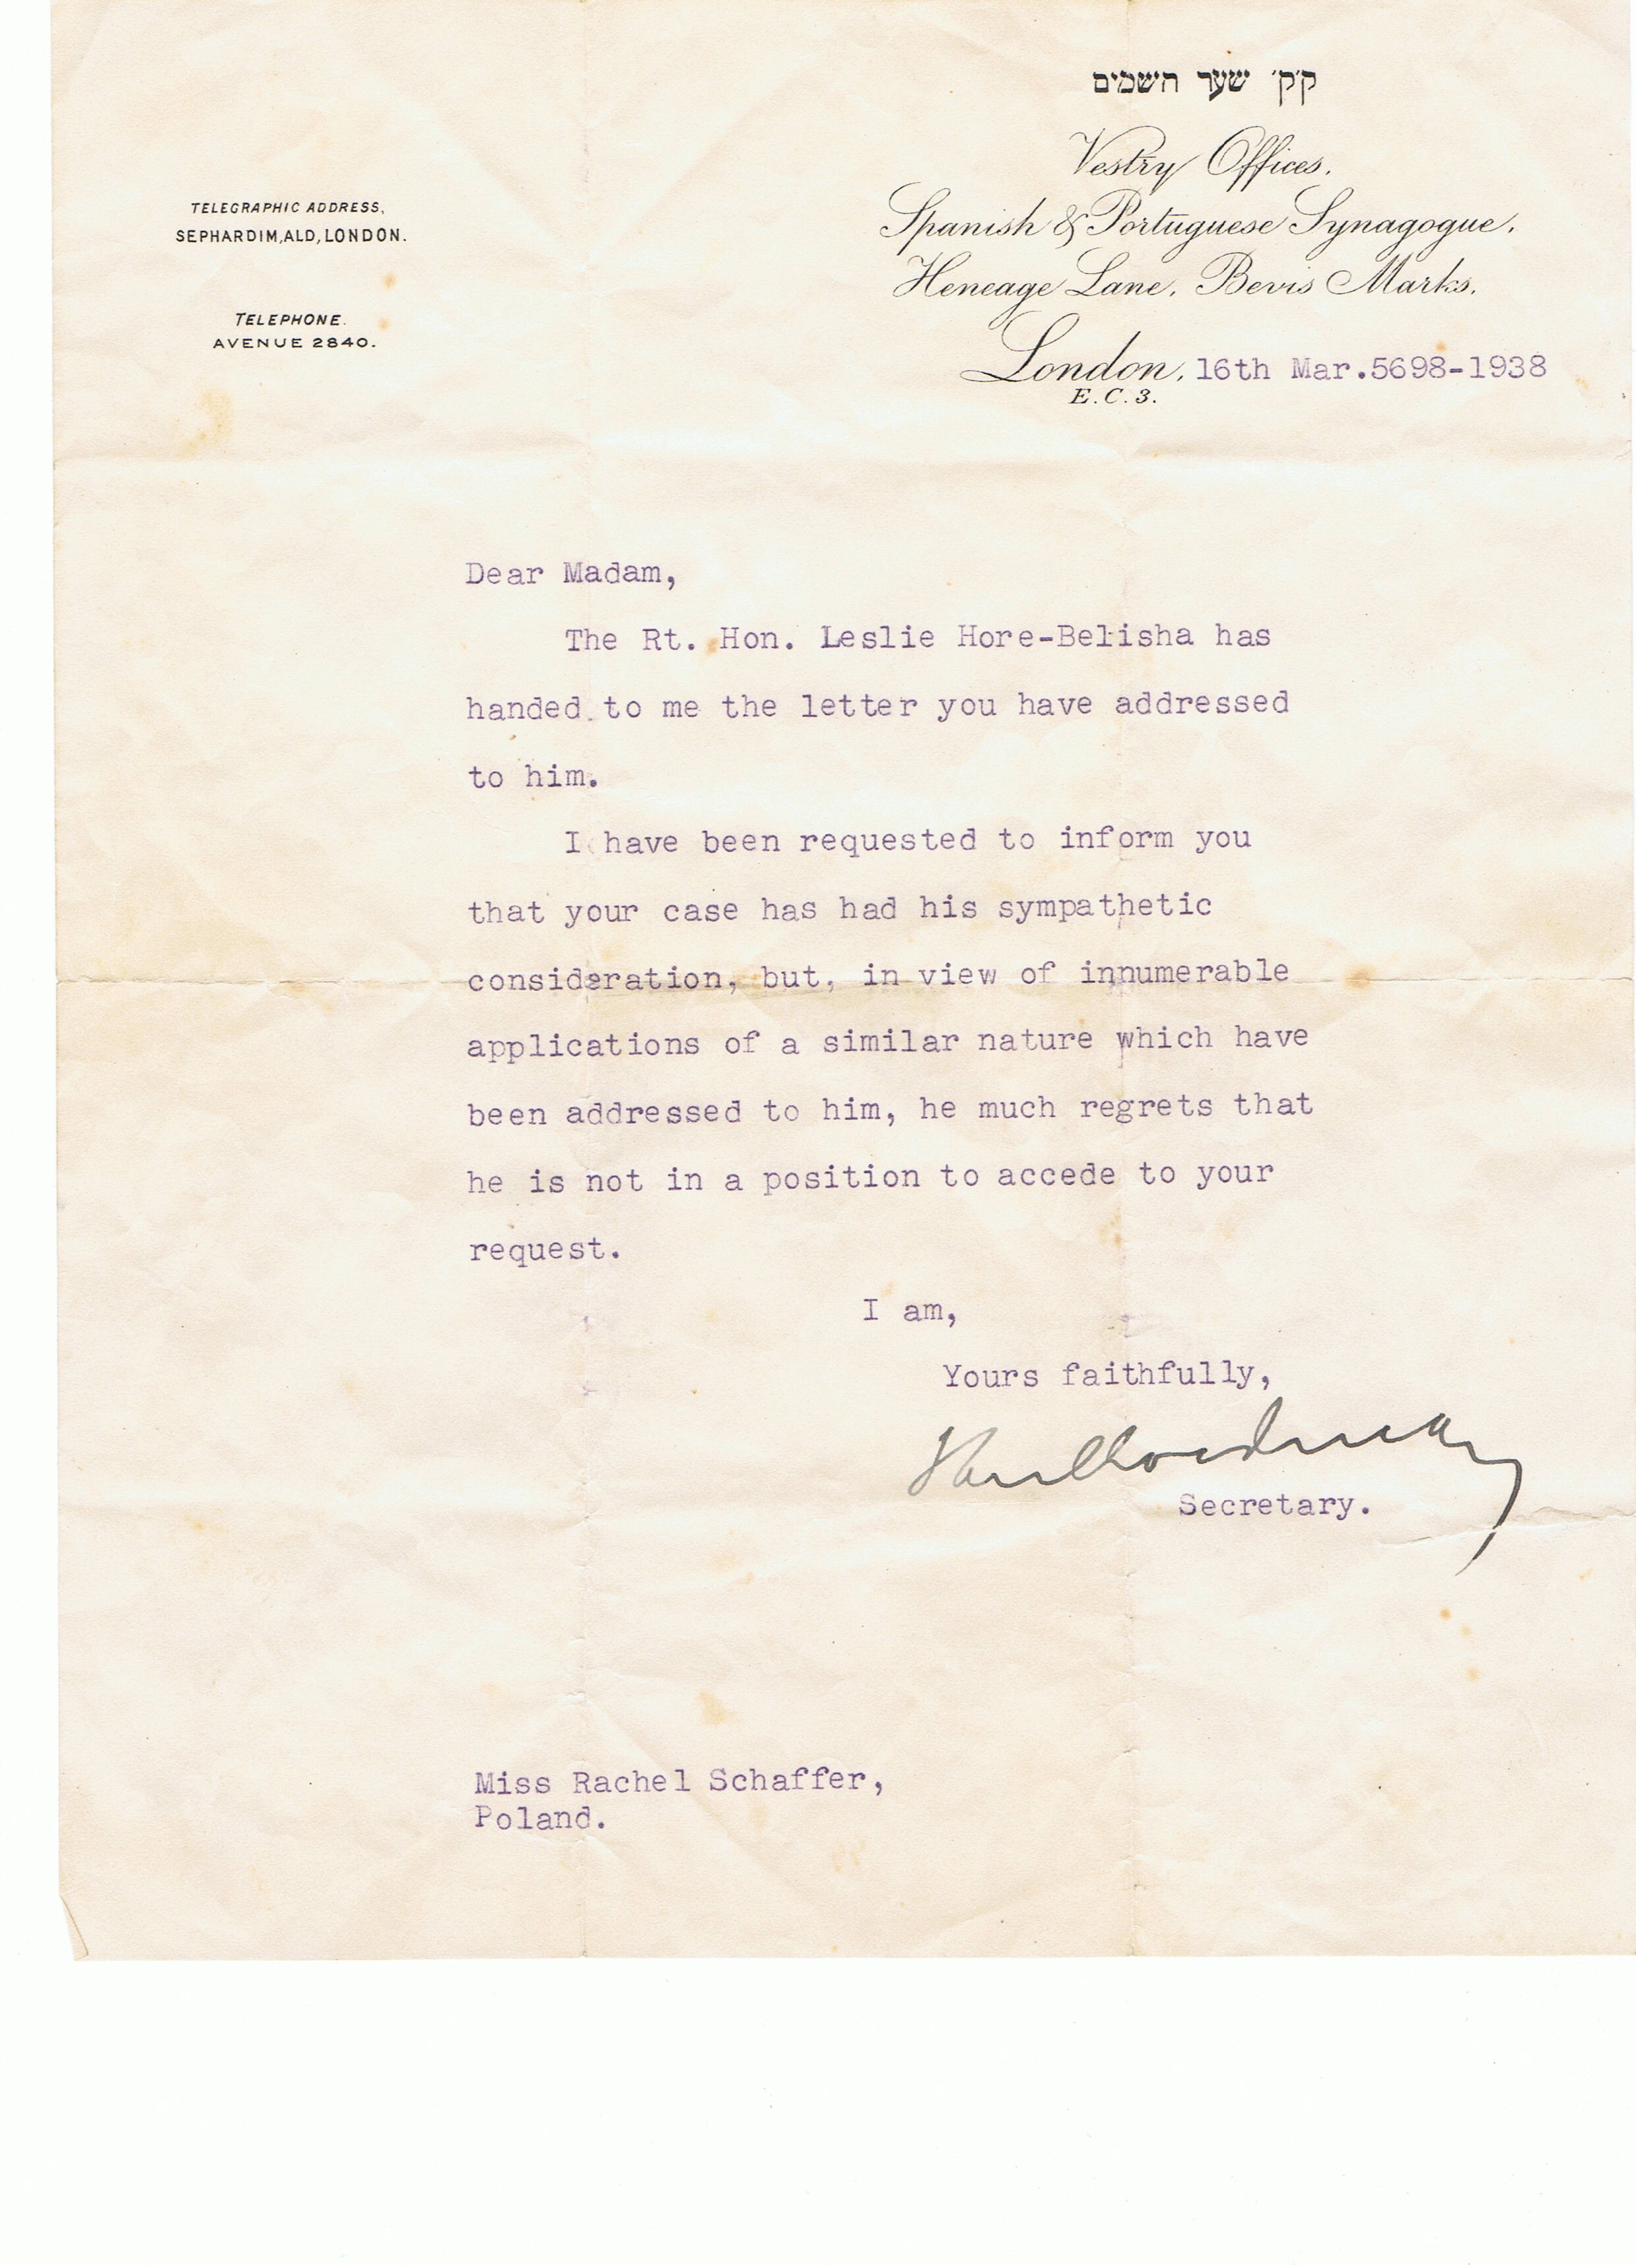 ק'ק' שער השמים
Vestry Offices.
Spanish & Portuguese Synagogue.
Heneage Lane, Bevis Marks.
London, 16th Mar.5698-1938
E.C.3.
TELEGRAPHIC ADDRESS,
SEPHARDIM, ALD, LONDON.
TELEPHONE.
AVENUE 2840.
Dear Madam,
The Rt. Hon. Leslie Hore-Belisha has
handed to me the letter you have addressed
to him.
I have been requested to inform you
that your case has had his sympathetic
consideration, but, in view of innumerable
applications of a similar nature which have
been addressed to him, he much regrets that
he is not in a position to accede to your
request.
I am,
Yours faithfully,
Secretary.
Miss Rachel Schaffer,
Poland.